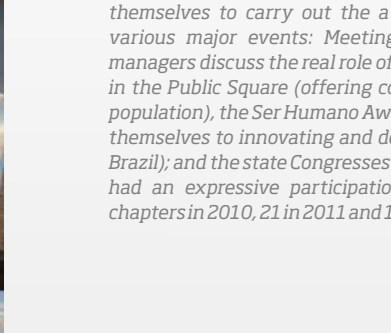 themselves to carry out the a
various major events: Meeting
managers discuss the real role of
in the Public Square (offering co
population), the Ser Humano Aw
themselves to innovating and de
Brazil); and the state Congresses
had an expressive participatio
chapters in 2010, 21 in 2011 and 1